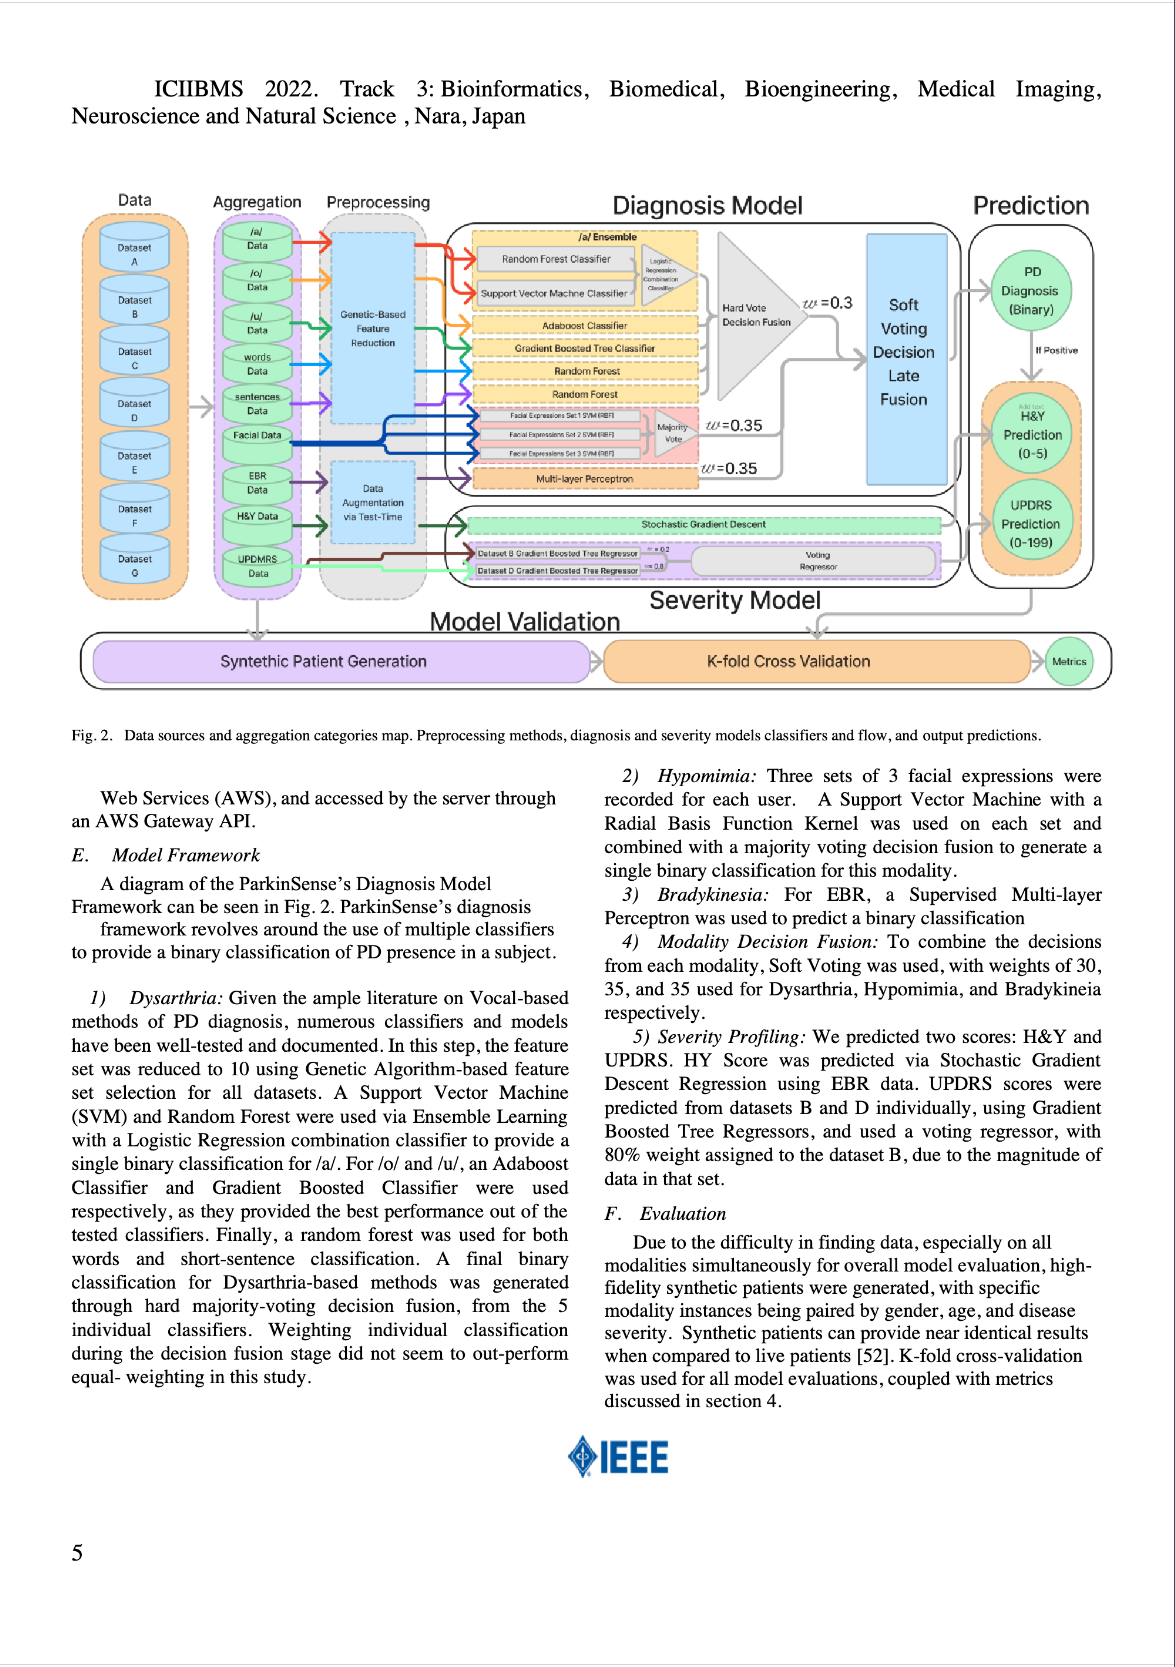 ICIIBMS 2022. Track 3: Bioinformatics, Biomedical, Bioengineering, Medical Imaging,
Neuroscience and Natural Science , Nara, Japan
Data
Aggregation
Preprocessing
Diagnosis Model
Prediction
Dataset
A
Dataset
B
Dataset
C
Dataset
D
Dataset
E
Dataset
F
Dataset
G
/a/
Data
/o/
Data
/u/
Data
words
Data
sentences
Data
Facial Data
EBR
Data
H&Y Data
UPDMRS
Data
Genetic-Based
Feature
Reduction
Data
Augmentation
via Test-Time
/a/ Ensemble
Random Forest Classifier
Support Vector Machne Classifier
Logistic
Regression
Combination
Classifier
Adaboost Classifier
Gradient Boosted Tree Classifier
Random Forest
Random Forest
Facial Expressions Set 1 SVM (RBF)
Facial Expressions Set 2 SVM (RBF)
Facial Expressions Set 3 SVM (RBF)
Majority
Vote
Multi-layer Perceptron
Hard Vote
Decision Fusion
w=0.3
w=0.35
w=0.35
Soft
Voting
Decision
Late
Fusion
Stochastic Gradient Descent
Dataset B Gradient Boosted Tree Regressor
Dataset D Gradient Boosted Tree Regressor
w = 0.2
w = 0.8
Voting
Regressor
Severity Model
PD
Diagnosis
(Binary)
If Positive
Add text
H&Y
Prediction
(0-5)
UPDRS
Prediction
(0-199)
Model Validation
Syntethic Patient Generation
K-fold Cross Validation
Metrics
Fig. 2. Data sources and aggregation categories map. Preprocessing methods, diagnosis and severity models classifiers and flow, and output predictions.
Web Services (AWS), and accessed by the server through
an AWS Gateway API.
E. Model Framework
A diagram of the ParkinSense’s Diagnosis Model
Framework can be seen in Fig. 2. ParkinSense’s diagnosis
framework revolves around the use of multiple classifiers
to provide a binary classification of PD presence in a subject.
1) Dysarthria: Given the ample literature on Vocal-based
methods of PD diagnosis, numerous classifiers and models
have been well-tested and documented. In this step, the feature
set was reduced to 10 using Genetic Algorithm-based feature
set selection for all datasets. A Support Vector Machine
(SVM) and Random Forest were used via Ensemble Learning
with a Logistic Regression combination classifier to provide a
single binary classification for /a/. For /o/ and /u/, an Adaboost
Classifier and Gradient Boosted Classifier were used
respectively, as they provided the best performance out of the
tested classifiers. Finally, a random forest was used for both
words and short-sentence classification. A final binary
classification for Dysarthria-based methods was generated
through hard majority-voting decision fusion, from the 5
individual classifiers. Weighting individual classification
during the decision fusion stage did not seem to out-perform
equal- weighting in this study.
2) Hypomimia: Three sets of 3 facial expressions were
recorded for each user. A Support Vector Machine with a
Radial Basis Function Kernel was used on each set and
combined with a majority voting decision fusion to generate a
single binary classification for this modality.
3) Bradykinesia: For EBR, a Supervised Multi-layer
Perceptron was used to predict a binary classification
4) Modality Decision Fusion: To combine the decisions
from each modality, Soft Voting was used, with weights of 30,
35, and 35 used for Dysarthria, Hypomimia, and Bradykineia
respectively.
5) Severity Profiling: We predicted two scores: H&Y and
UPDRS. HY Score was predicted via Stochastic Gradient
Descent Regression using EBR data. UPDRS scores were
predicted from datasets B and D individually, using Gradient
Boosted Tree Regressors, and used a voting regressor, with
80% weight assigned to the dataset B, due to the magnitude of
data in that set.
F. Evaluation
Due to the difficulty in finding data, especially on all
modalities simultaneously for overall model evaluation, high-
fidelity synthetic patients were generated, with specific
modality instances being paired by gender, age, and disease
severity. Synthetic patients can provide near identical results
when compared to live patients [52]. K-fold cross-validation
was used for all model evaluations, coupled with metrics
discussed in section 4.
IEEE
5